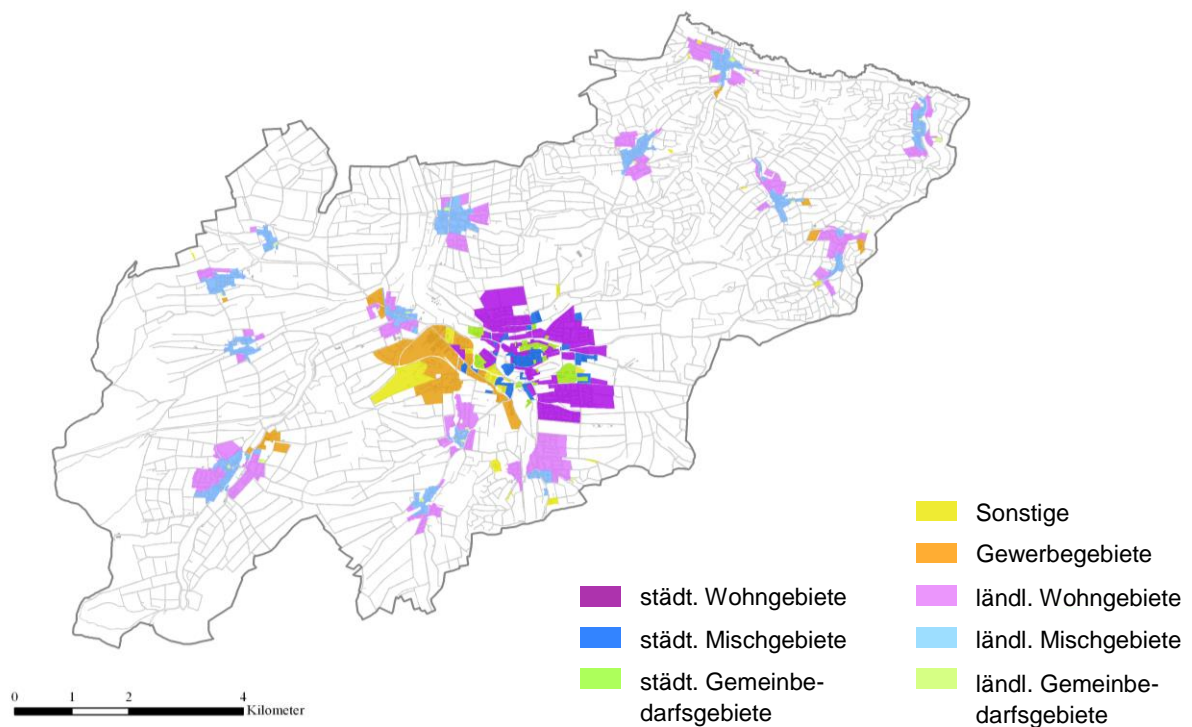 Sonstige
Gewerbegebiete
städt. Wohngebiete
ländl. Wohngebiete
städt. Mischgebiete
ländl. Mischgebiete
städt. Gemeinbe-
darfsgebiete
ländl. Gemeinbe-
darfsgebiete
0 1 2 4
Kilometer